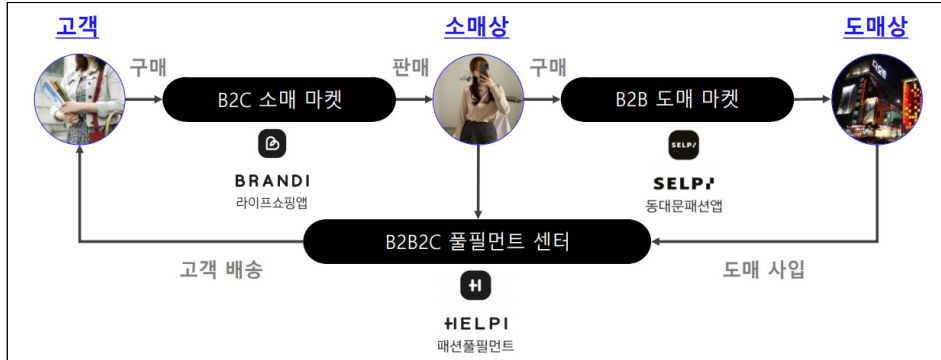 고객
소매상
도매상
구매
판매
구매
B2C 소매 마켓
B2B 도매 마켓
BRANDI
라이프쇼핑앱
SELPI
SELPI
동대문패션앱
B2B2C 풀필먼트 센터
고객 배송
도매 사입
HELPI
패션풀필먼트